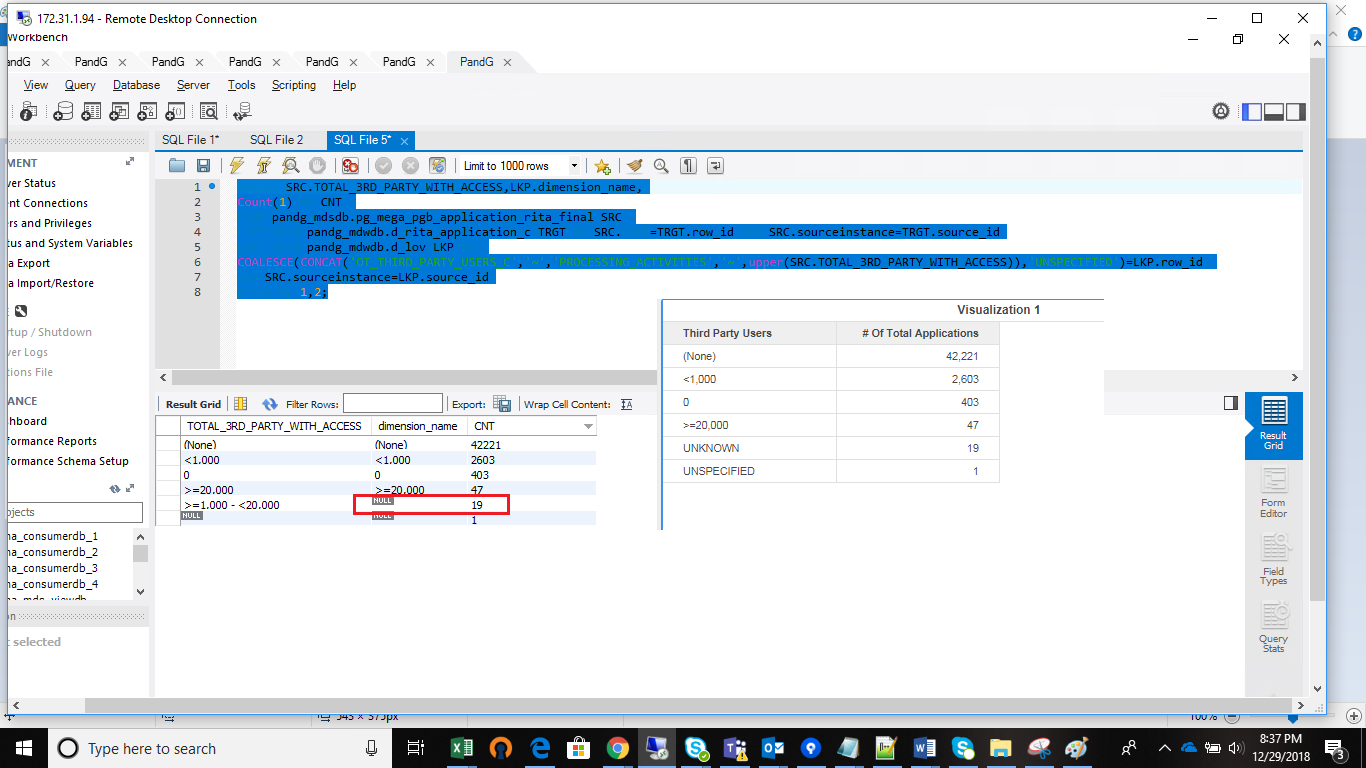 172.31.1.94 - Remote Desktop Connection
Workbench
andG PandG PandG PandG PandG PandG PandG
View Query Database Server Tools Scripting Help
SQL File 1* SQL File 2 SQL File 5*
MENT
ver Status
ent Connections
ers and Privileges
atus and System Variables
ta Export
ta Import/Restore
E
rtup / Shutdown
ver Logs
tions File
ANCE
hboard
formance Reports
formance Schema Setup
ojects
na_consumerdb_1
na_consumerdb_2
na_consumerdb_3
na_consumerdb_4
on
t selected
Limit to 1000 rows
1 SRC.TOTAL_3RD_PARTY_WITH_ACCESS,LKP.dimension_name,
2 Count(1) CNT
3 pandg_mdsdb.pg_mega_pgb_application_rita_final SRC
4 pandg_mdwdb.d_rita_application_c TRGT SRC. =TRGT.row_id SRC.sourceinstance=TRGT.source_id
5 pandg_mdwdb.d_lov LKP
6 COALESCE(CONCAT( ,upper(SRC.TOTAL_3RD_PARTY_WITH_ACCESS)), )=LKP.row_id
7 SRC.sourceinstance=LKP.source_id
8 1,2;
Visualization 1
Third Party Users # Of Total Applications
(None) 42,221
<1,000 2,603
0 403
>=20,000 47
UNKNOWN 19
UNSPECIFIED 1
Result Grid Filter Rows: Export: Wrap Cell Content:
TOTAL_3RD_PARTY_WITH_ACCESS dimension_name CNT
(None) (None) 42221
<1.000 <1.000 2603
0 0 403
>=20.000 >=20.000 47
>=1.000 - <20.000 NULL 19
NULL NULL 1
Result
Grid
Form
Editor
Field
Types
Query
Stats
543 × 375px
100%
Type here to search
8:37 PM
12/29/2018
3